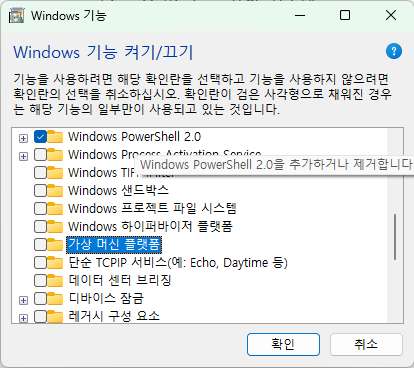 Windows 기능
Windows 기능 켜기/끄기
기능을 사용하려면 해당 확인란을 선택하고 기능을 사용하지 않으려면
확인란의 선택을 취소하십시오. 확인란이 검은 사각형으로 채워진 경우
는 해당 기능의 일부만이 사용되고 있는 것입니다.
Windows PowerShell 2.0
Windows Process Activation Service
Windows PowerShell 2.0을 추가하거나 제거합니다
Windows TIFF iFilter
Windows 샌드박스
Windows 프로젝트 파일 시스템
Windows 하이퍼바이저 플랫폼
가상 머신 플랫폼
단순 TCPIP 서비스(예: Echo, Daytime 등)
데이터 센터 브리징
디바이스 잠금
레거시 구성 요소
확인
취소